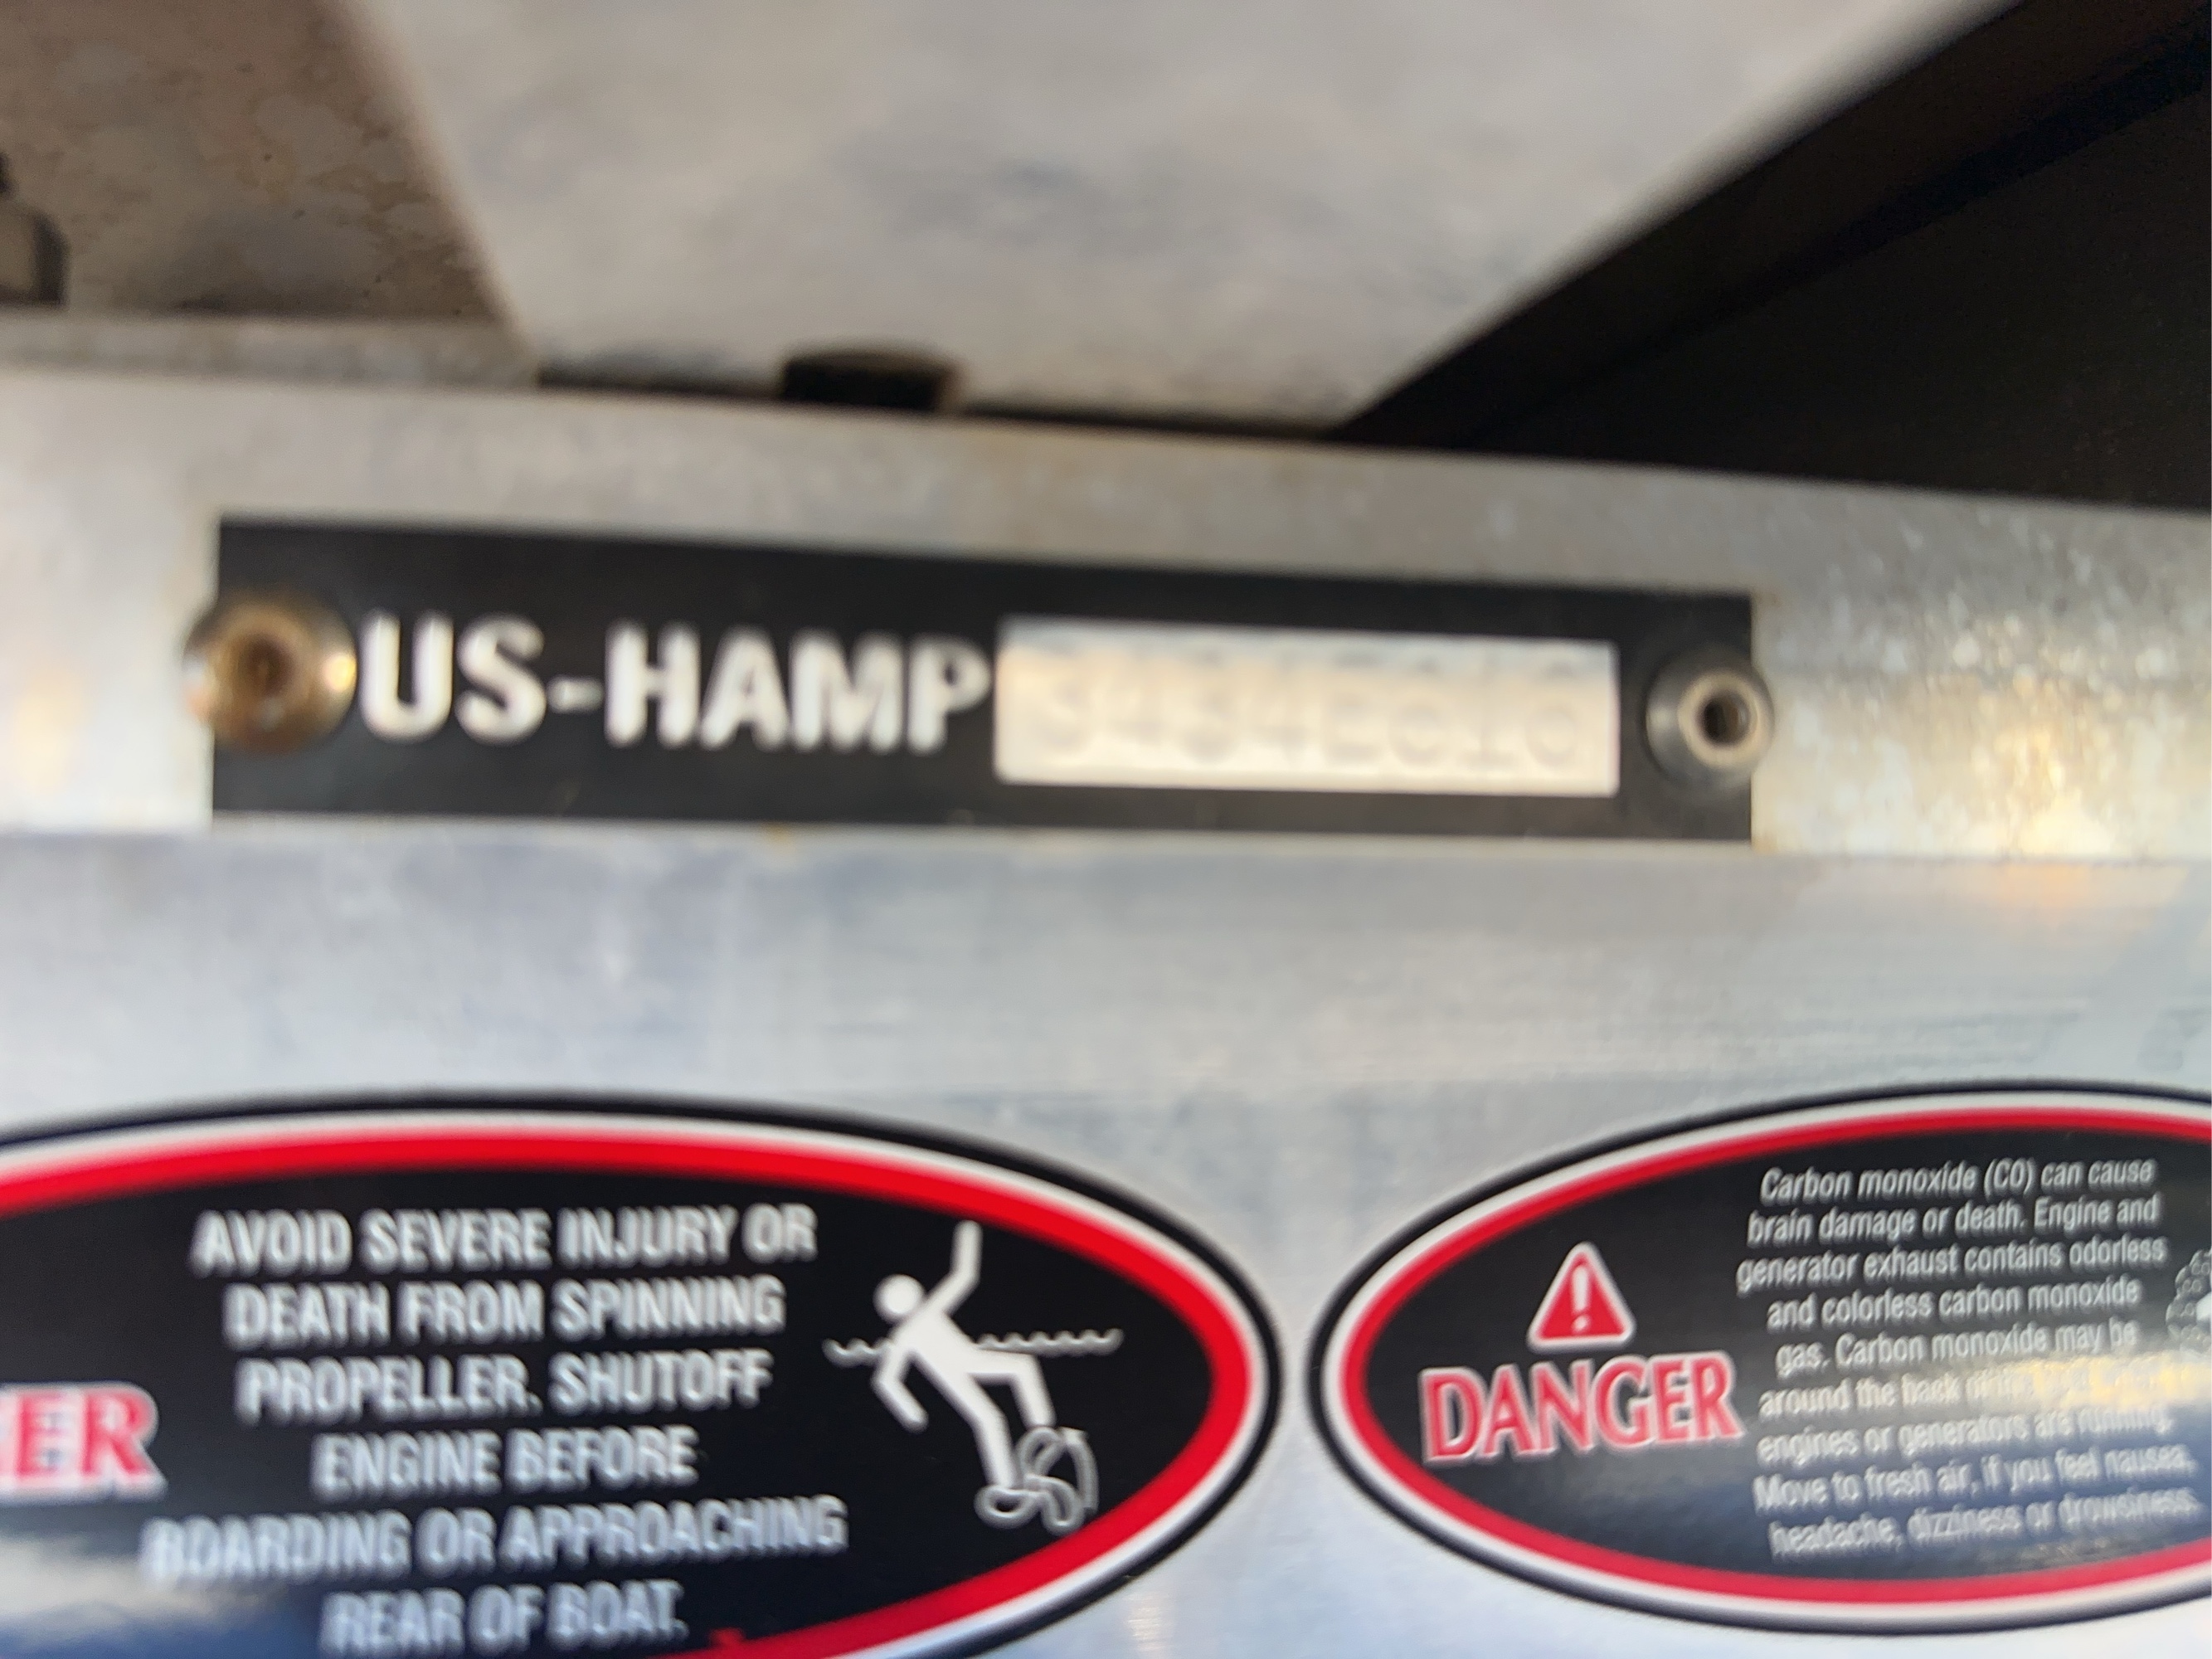 US-HAMP
AVOID SEVERE INJURY OR
DEATH FROM SPINNING
PROPELLER. SHUTOFF
ENGINE BEFORE
BOARDING OR APPROACHING
REAR OF BOAT.
ER
DANGER
Carbon monoxide (CO) can cause
brain damage or death. Engine and
generator exhaust contains odorless
and colorless carbon monoxide
gas. Carbon monoxide may be
around the back
engines or generators are running.
Move to fresh air, if you feel nausea,
headache, dizziness or drowsiness.